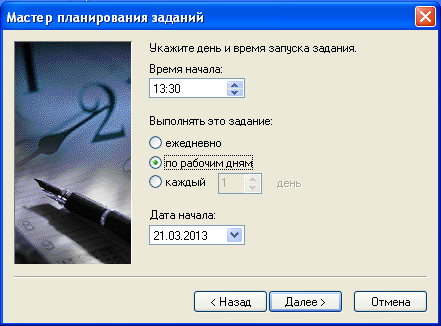 Мастер планирования заданий
Укажите день и время запуска задания.
Время начала:
13:30
Выполнять это задание:
ежедневно
по рабочим дням
каждый 1 день
Дата начала:
21.03.2013
< Назад Далее > Отмена